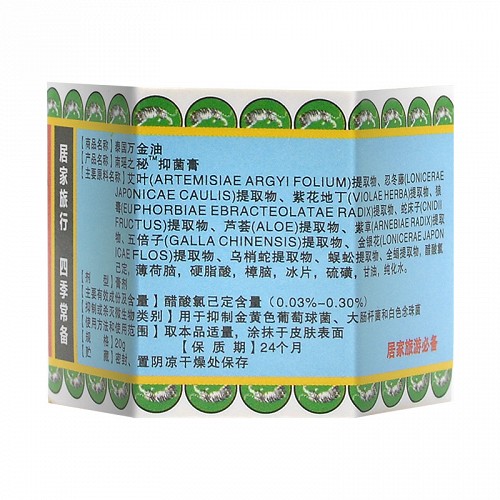 居家旅行 四季常备
【商品名称】泰国万金油
【产品名称】南瑶之秘™抑菌膏
【主要原料名称】艾叶(ARTEMISIAE ARGYI FOLIUM)提取物、忍冬藤(LONICERAE
JAPONICAE CAULIS)提取物、紫花地丁(VIOLAE HERBA)提取物、狼
毒(EUPHORBIAE EBRACTEOLATAE RADIX)提取物、蛇床子(CNIDII
FRUCTUS)提取物、芦荟(ALOE)提取物、紫草(ARNEBIAE RADIX)提取
物、五倍子(GALLA CHINENSIS)提取物、金银花(LONICERAE JAPON
ICAE FLOS)提取物、乌梢蛇提取物、蜈蚣提取物、全蝎提取物、醋酸氯
己定,薄荷脑,硬脂酸,樟脑,冰片,硫磺,甘油,纯化水。
【剂 型】膏剂
【主要有效成份及含量】醋酸氯己定含量(0.03%-0.30%)
【抑制或杀灭微生物类别】用于抑制金黄色葡萄球菌、大肠杆菌和白色念珠菌
【使用方法和使用范围】取本品适量,涂抹于皮肤表面
【规 格】20g 【保 质 期】24个月
【贮 藏】密封、置阴凉干燥处保存
居家旅游必备